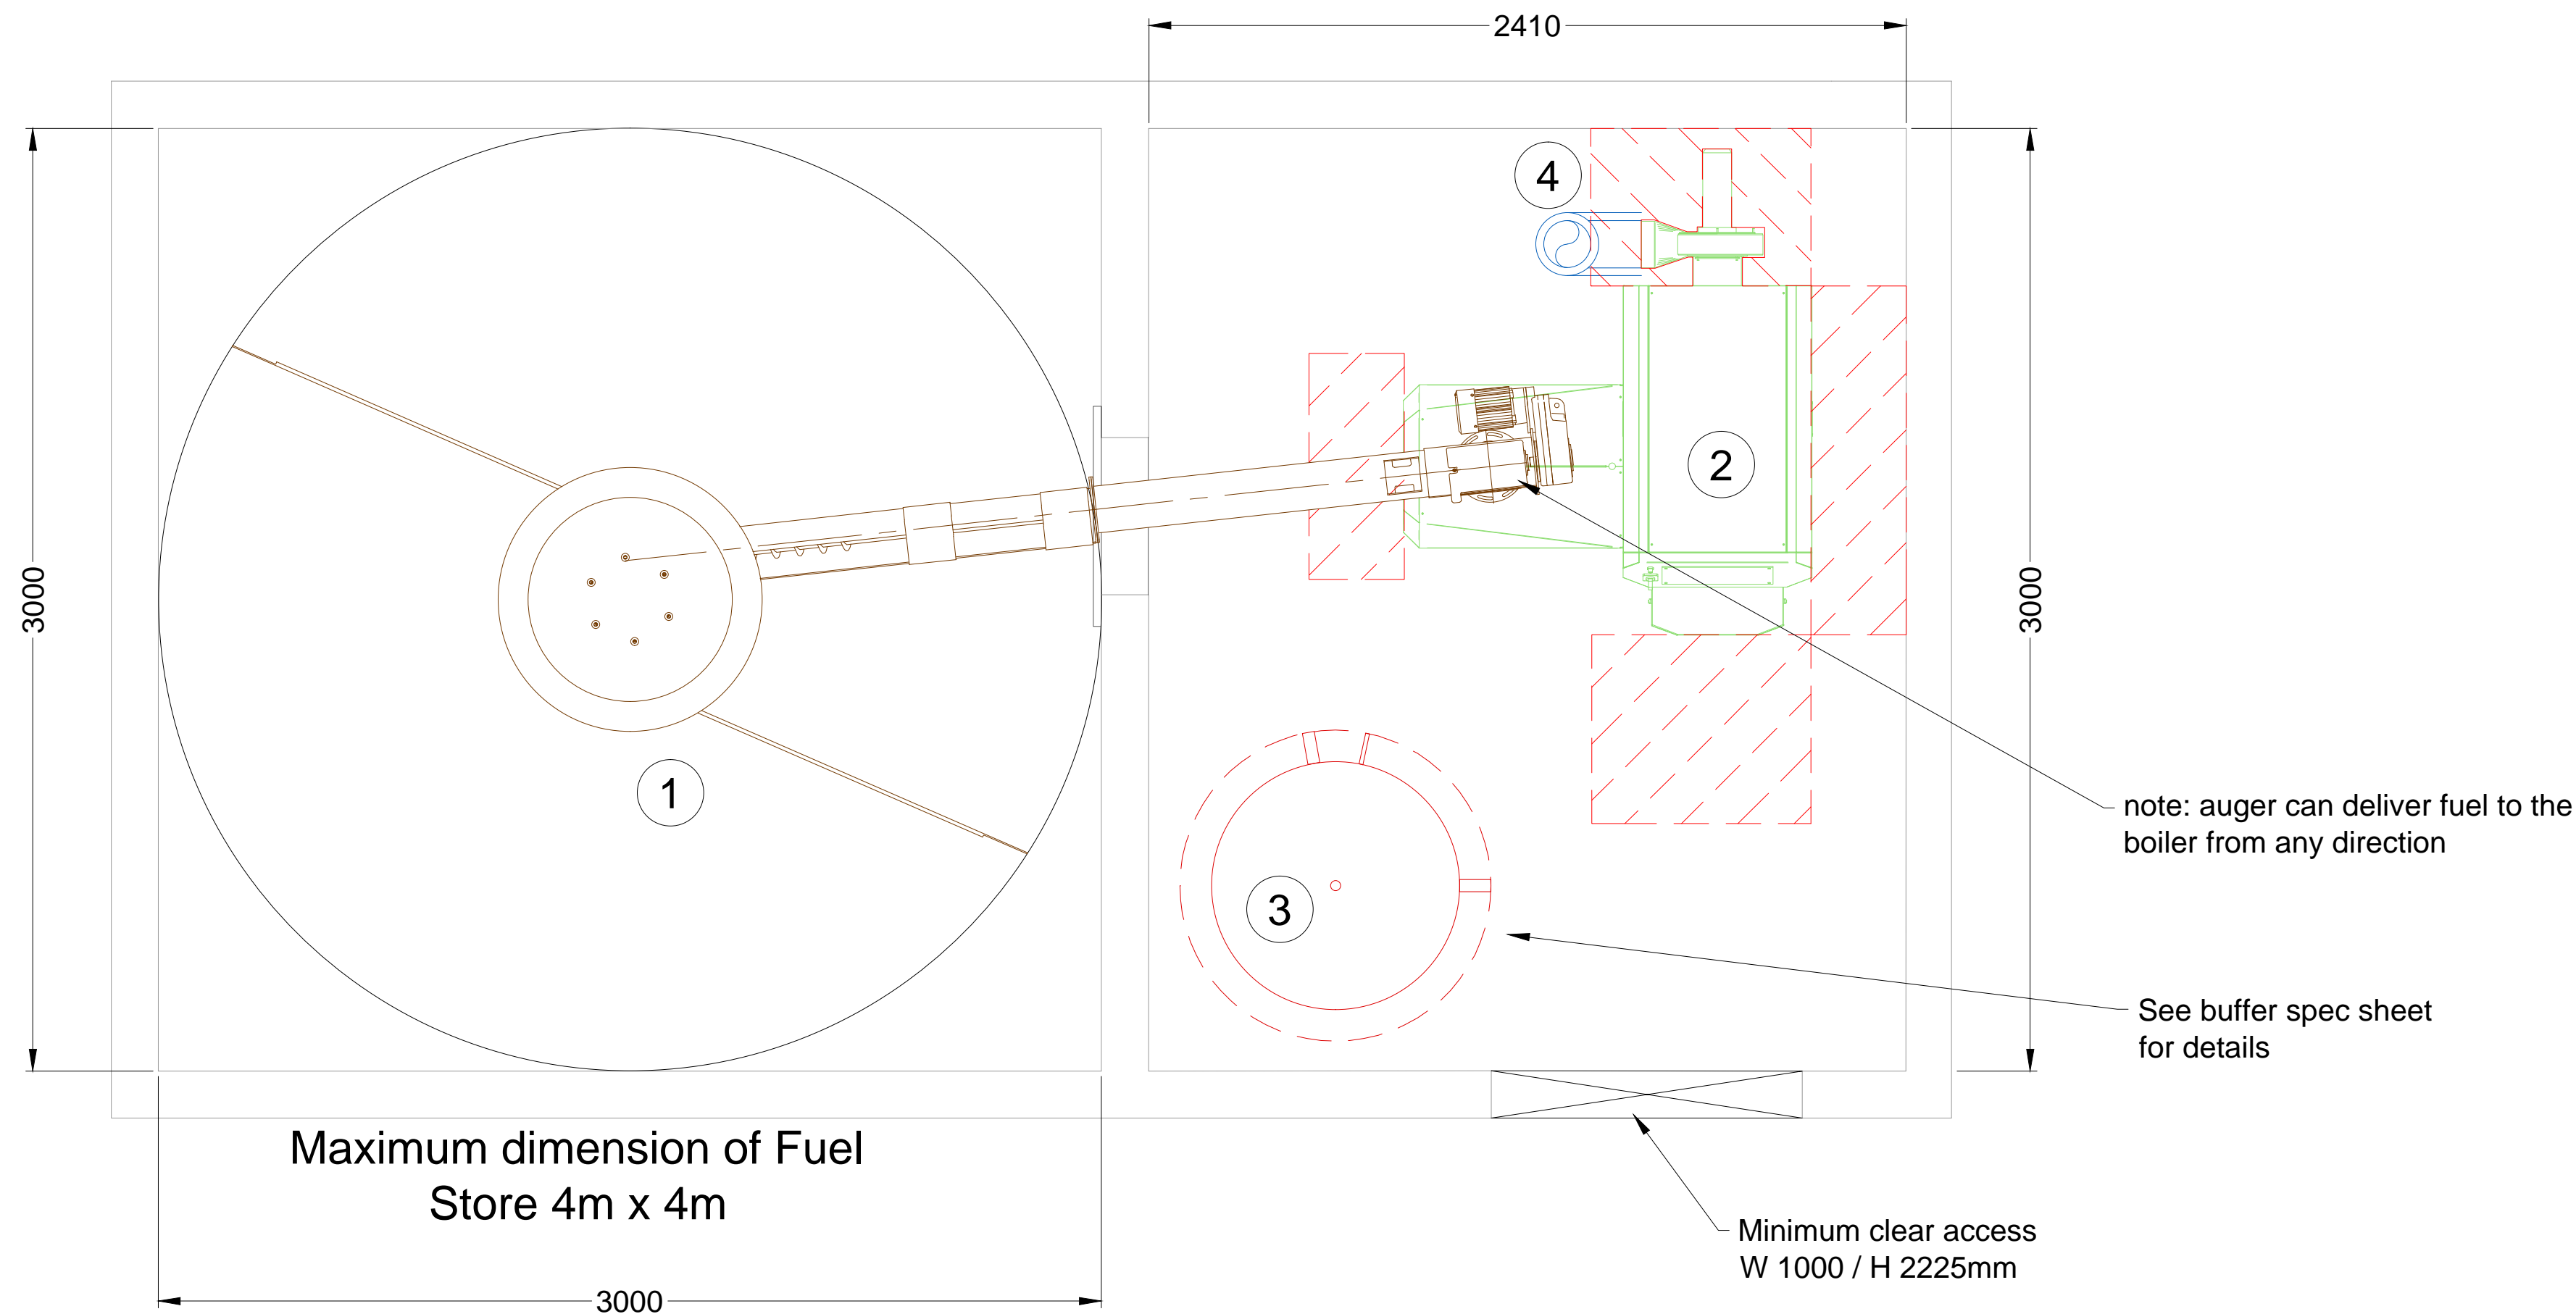 2410
4
2
3000
3000
1
3
note: auger can deliver fuel to the
boiler from any direction
See buffer spec sheet
for details
Maximum dimension of Fuel
Store 4m x 4m
Minimum clear access
W 1000 / H 2225mm
3000